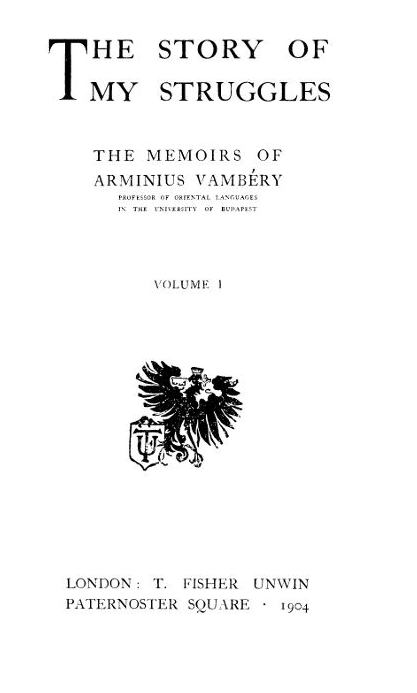 THE STORY OF
MY STRUGGLES
THE MEMOIRS OF
ARMINIUS VAMBÉRY
PROFESSOR OF ORIENTAL LANGUAGES
IN THE UNIVERSITY OF BUDAPEST
VOLUME I
TU
LONDON: T. FISHER UNWIN
PATERNOSTER SQUARE · 1904